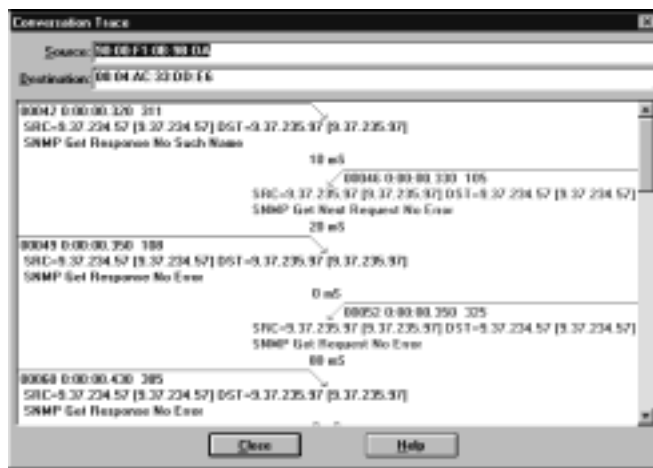 Conversation Trace
Source:
Destination: 08:04:AC:33:DD:E6
00042 0:00:00.320 311
SRC=9.37.234.57 [9.37.234.57] DST=9.37.235.97 [9.37.235.97]
SNMP Get Response No Such Name
10 mS
00046 0:00:00.330 105
SRC=9.37.235.97 [9.37.235.97] DST=9.37.234.57 [9.37.234.57]
SNMP Get Next Request No Error
20 mS
00049 0:00:00.350 108
SRC=9.37.234.57 [9.37.234.57] DST=9.37.235.97 [9.37.235.97]
SNMP Get Response No Error
0 mS
00052 0:00:00.350 325
SRC=9.37.235.97 [9.37.235.97] DST=9.37.234.57 [9.37.234.57]
SNMP Get Request No Error
80 mS
00060 0:00:00.430 385
SRC=9.37.234.57 [9.37.234.57] DST=9.37.235.97 [9.37.235.97]
SNMP Get Response No Error
Close
Help